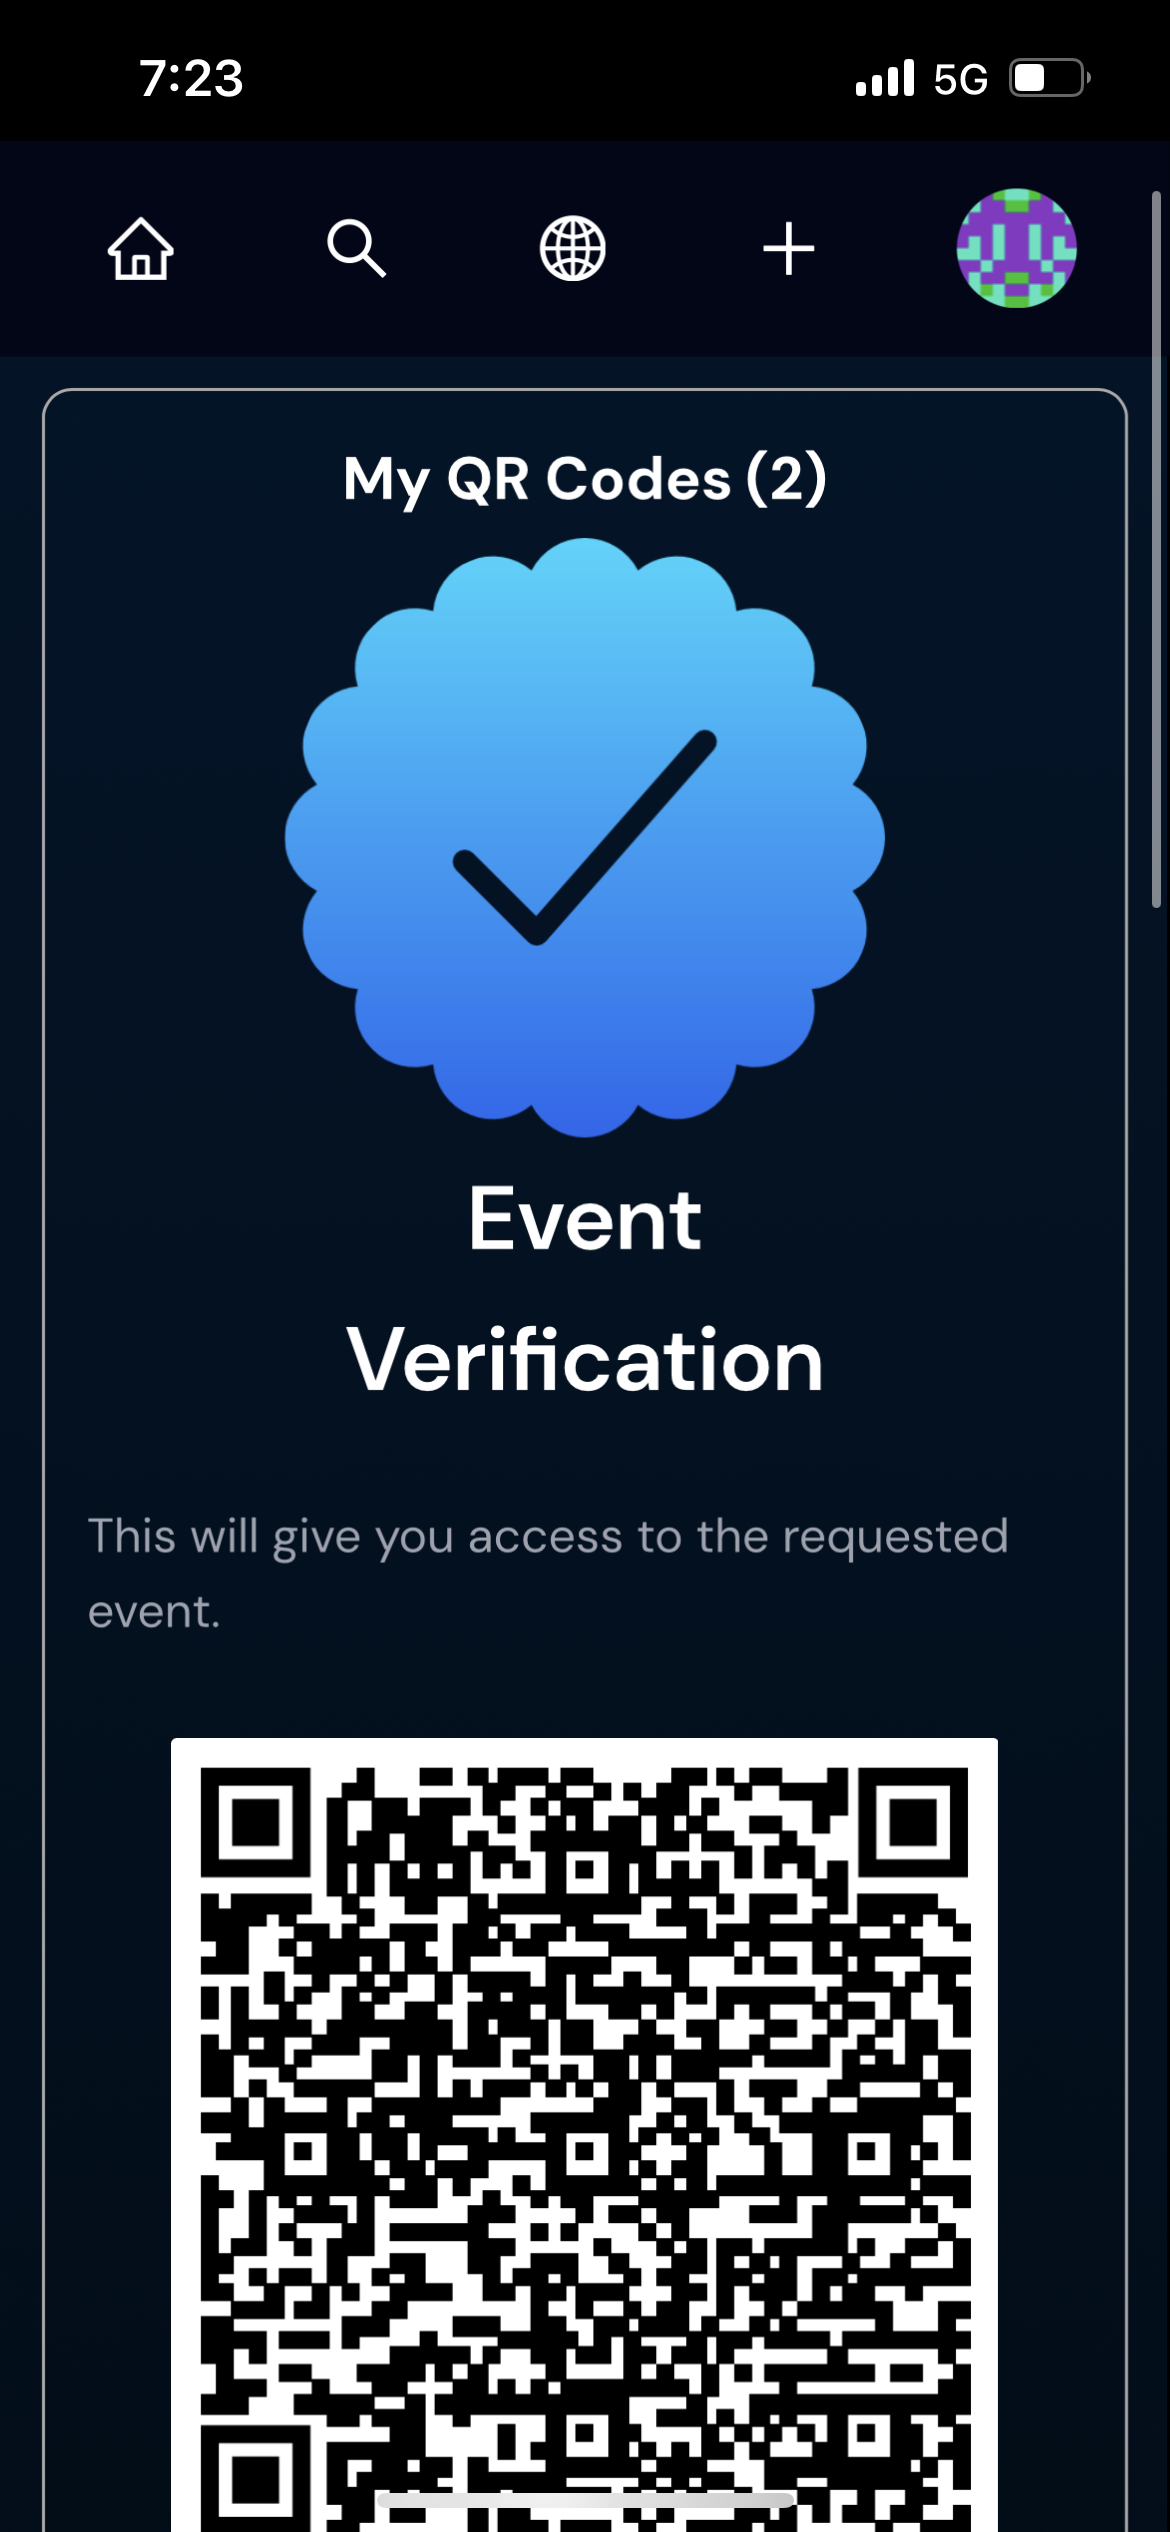 7:23 5G
My QR Codes (2)
Event
Verification
This will give you access to the requested
event.